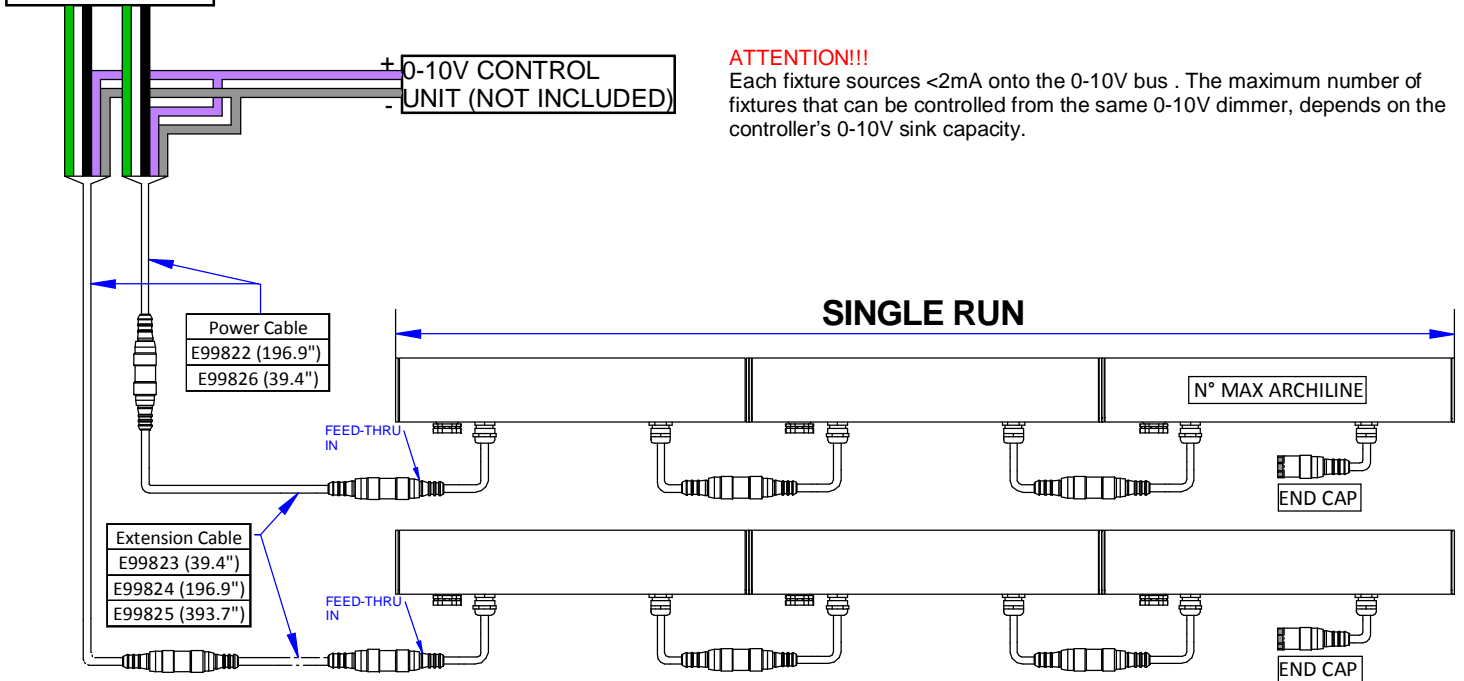 +
0-10V CONTROL
UNIT (NOT INCLUDED)
-
ATTENTION!!!
Each fixture sources <2mA onto the 0-10V bus . The maximum number of
fixtures that can be controlled from the same 0-10V dimmer, depends on the
controller's 0-10V sink capacity.
SINGLE RUN
Power Cable
E99822 (196.9")
E99826 (39.4")
N° MAX ARCHILINE
FEED-THRU
IN
END CAP
Extension Cable
E99823 (39.4")
E99824 (196.9")
E99825 (393.7")
FEED-THRU
IN
END CAP